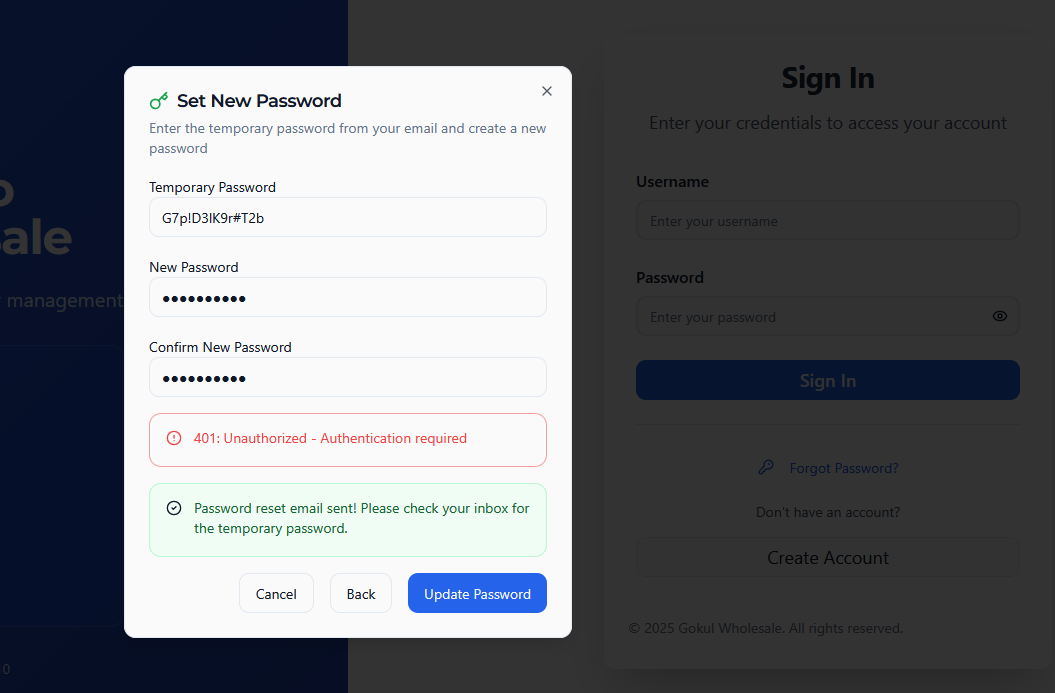 Set New Password
Enter the temporary password from your email and create a new
password
Temporary Password
New Password
●●●●●●●●●●
Confirm New Password
●●●●●●●●●●
401: Unauthorized - Authentication required
Password reset email sent! Please check your inbox for
the temporary password.
Cancel
Back
Update Password
ale
management
0
Sign In
Enter your credentials to access your account
Username
Enter your username
Password
Enter your password
Sign In
Forgot Password?
Don't have an account?
Create Account
© 2025 Gokul Wholesale. All rights reserved.